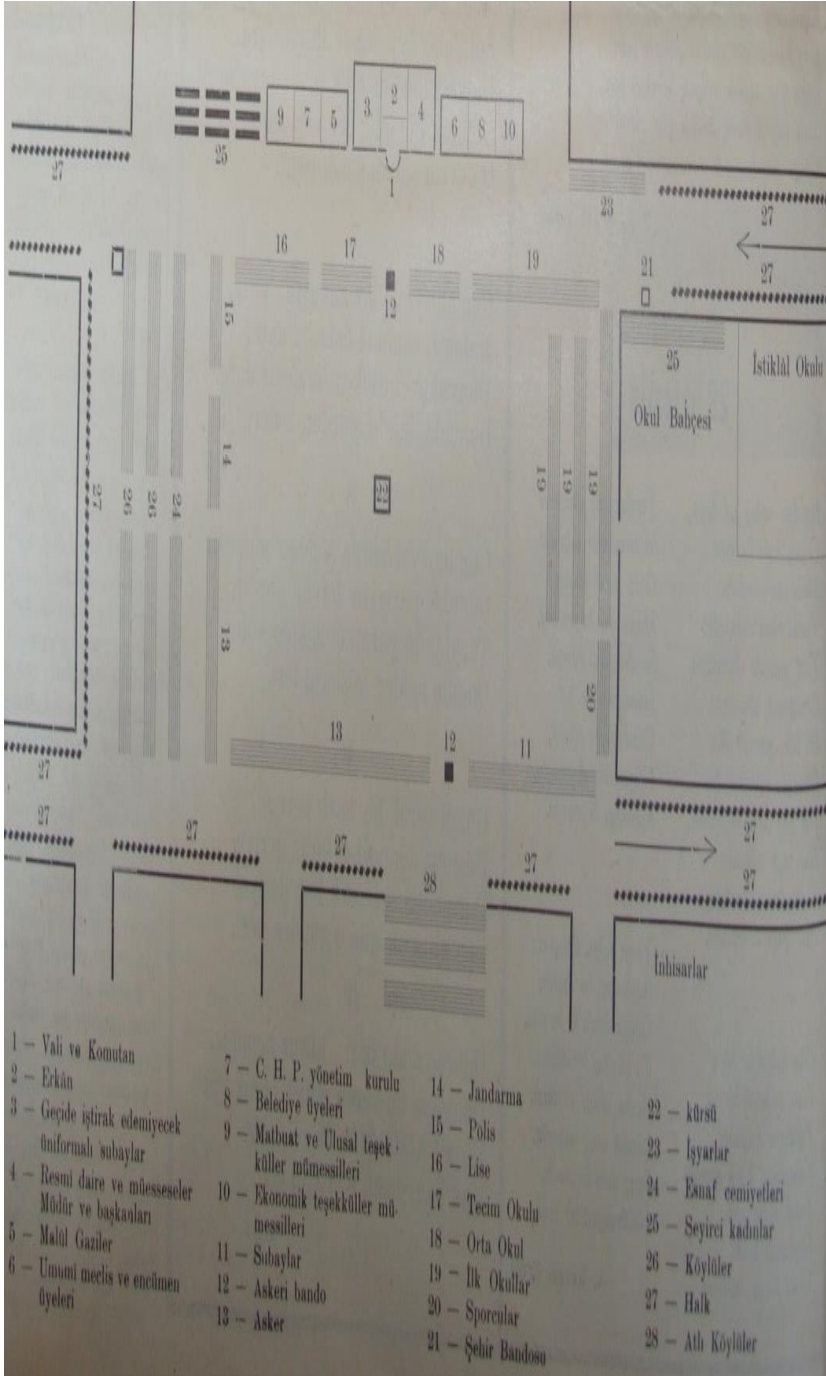 2
9 7 5 3 4 6 8 10
25
27
1
23
27
16 17 18 19 21
27
12
15
25
İstiklâl Okulu
Okul Bahçesi
14
19 19 19
27 26 26 24
13
20
13 12 11
27
27 27 27
27
28 27
27
İnhisarlar
1 — Vali ve Komutan
2 — Erkân
3 — Geçide iştirak edemiyecek
üniformalı subaylar
4 — Resmî daire ve müesseseler
Müdür ve başkanları
5 — Malûl Gaziler
6 — Umumî meclis ve encümen
üyeleri
7 — C. H. P. yönetim kurulu
8 — Belediye üyeleri
9 — Matbuat ve Ulusal teşek-
küller mümessilleri
10 — Ekonomik teşekküller mü-
messilleri
11 — Subaylar
12 — Askerî bando
13 — Asker
14 — Jandarma
15 — Polis
16 — Lise
17 — Tecim Okulu
18 — Orta Okul
19 — İlk Okullar
20 — Sporcular
21 — Şehir Bandosu
22 — kürsü
23 — İşyarlar
24 — Esnaf cemiyetleri
25 — Seyirci kadınlar
26 — Köylüler
27 — Halk
28 — Atlı Köylüler